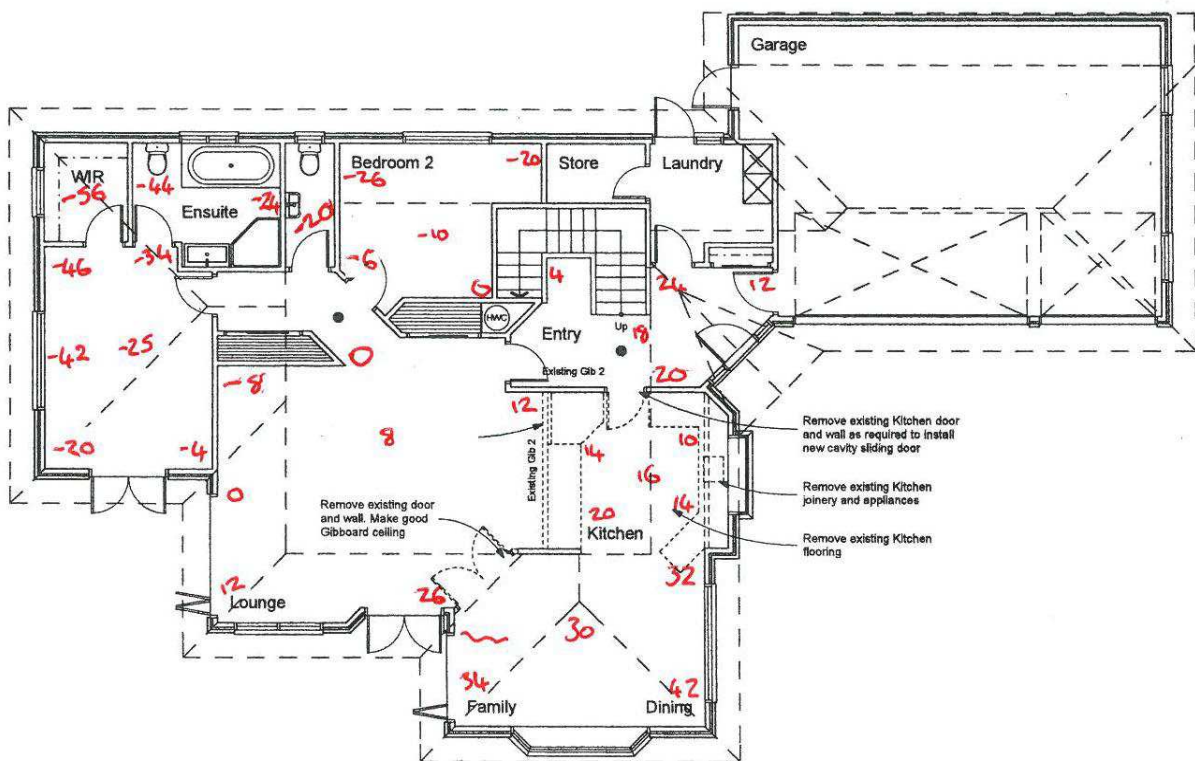 Garage
WIR
-56
-44
Ensuite
-24
-20
Bedroom 2
-26
-20
Store
Laundry
-46
-34
-6
-10
0
4
24
12
HWC
Entry
Up
18
-42
-25
0
Existing Gib 2
20
-8
12
8
14
10
Existing Gib 2
16
Remove existing Kitchen door
and wall as required to install
new cavity sliding door
-20
-4
0
Remove existing door
and wall. Make good
Gibboard ceiling
20
14
Kitchen
Remove existing Kitchen
joinery and appliances
Remove existing Kitchen
flooring
32
12
Lounge
26
30
34
42
Family
Dining